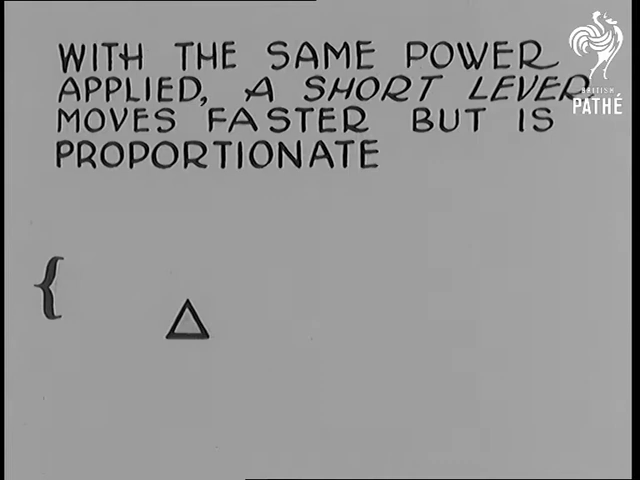 WITH THE SAME POWER
APPLIED, A SHORT LEVER
MOVES FASTER BUT IS
PROPORTIONATE
{
BRITISH
PATHÉ